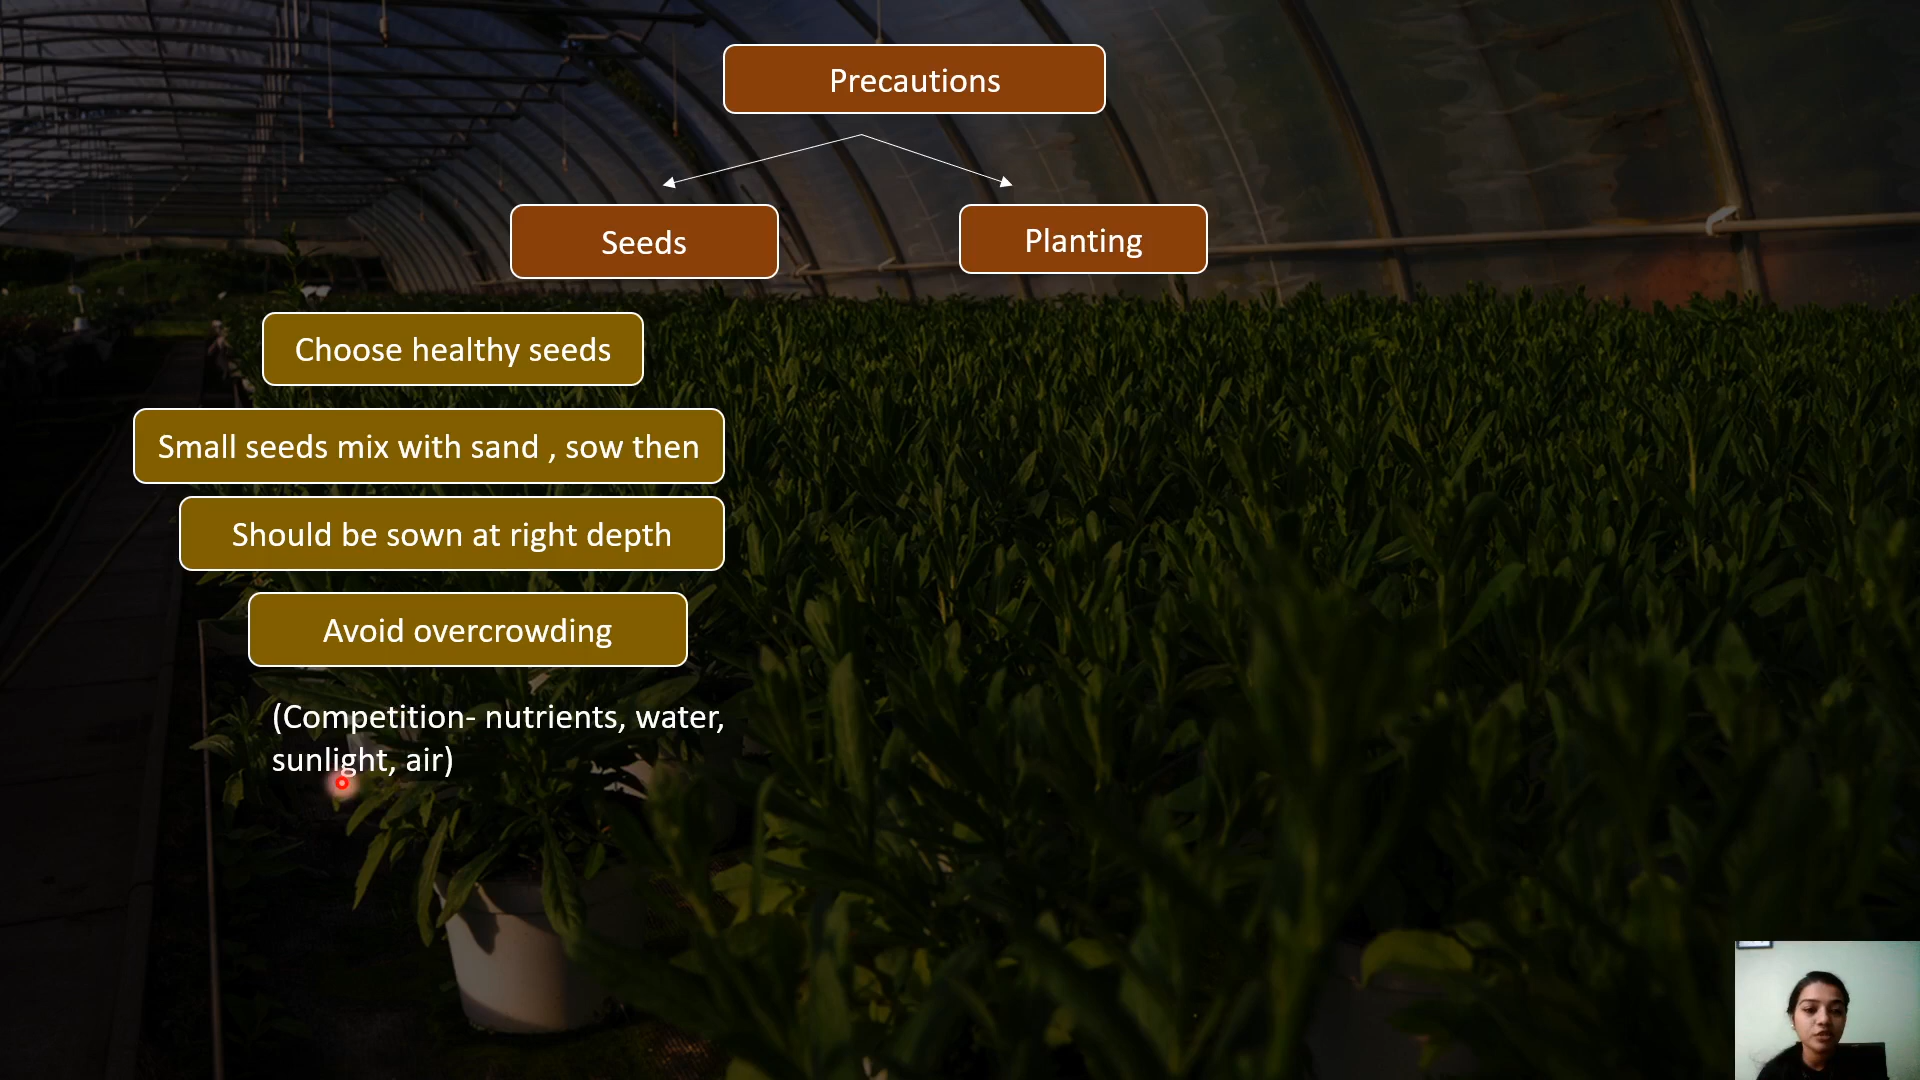 Precautions
Seeds
Planting
Choose healthy seeds
Small seeds mix with sand , sow then
Should be sown at right depth
Avoid overcrowding
(Competition- nutrients, water,
sunlight, air)